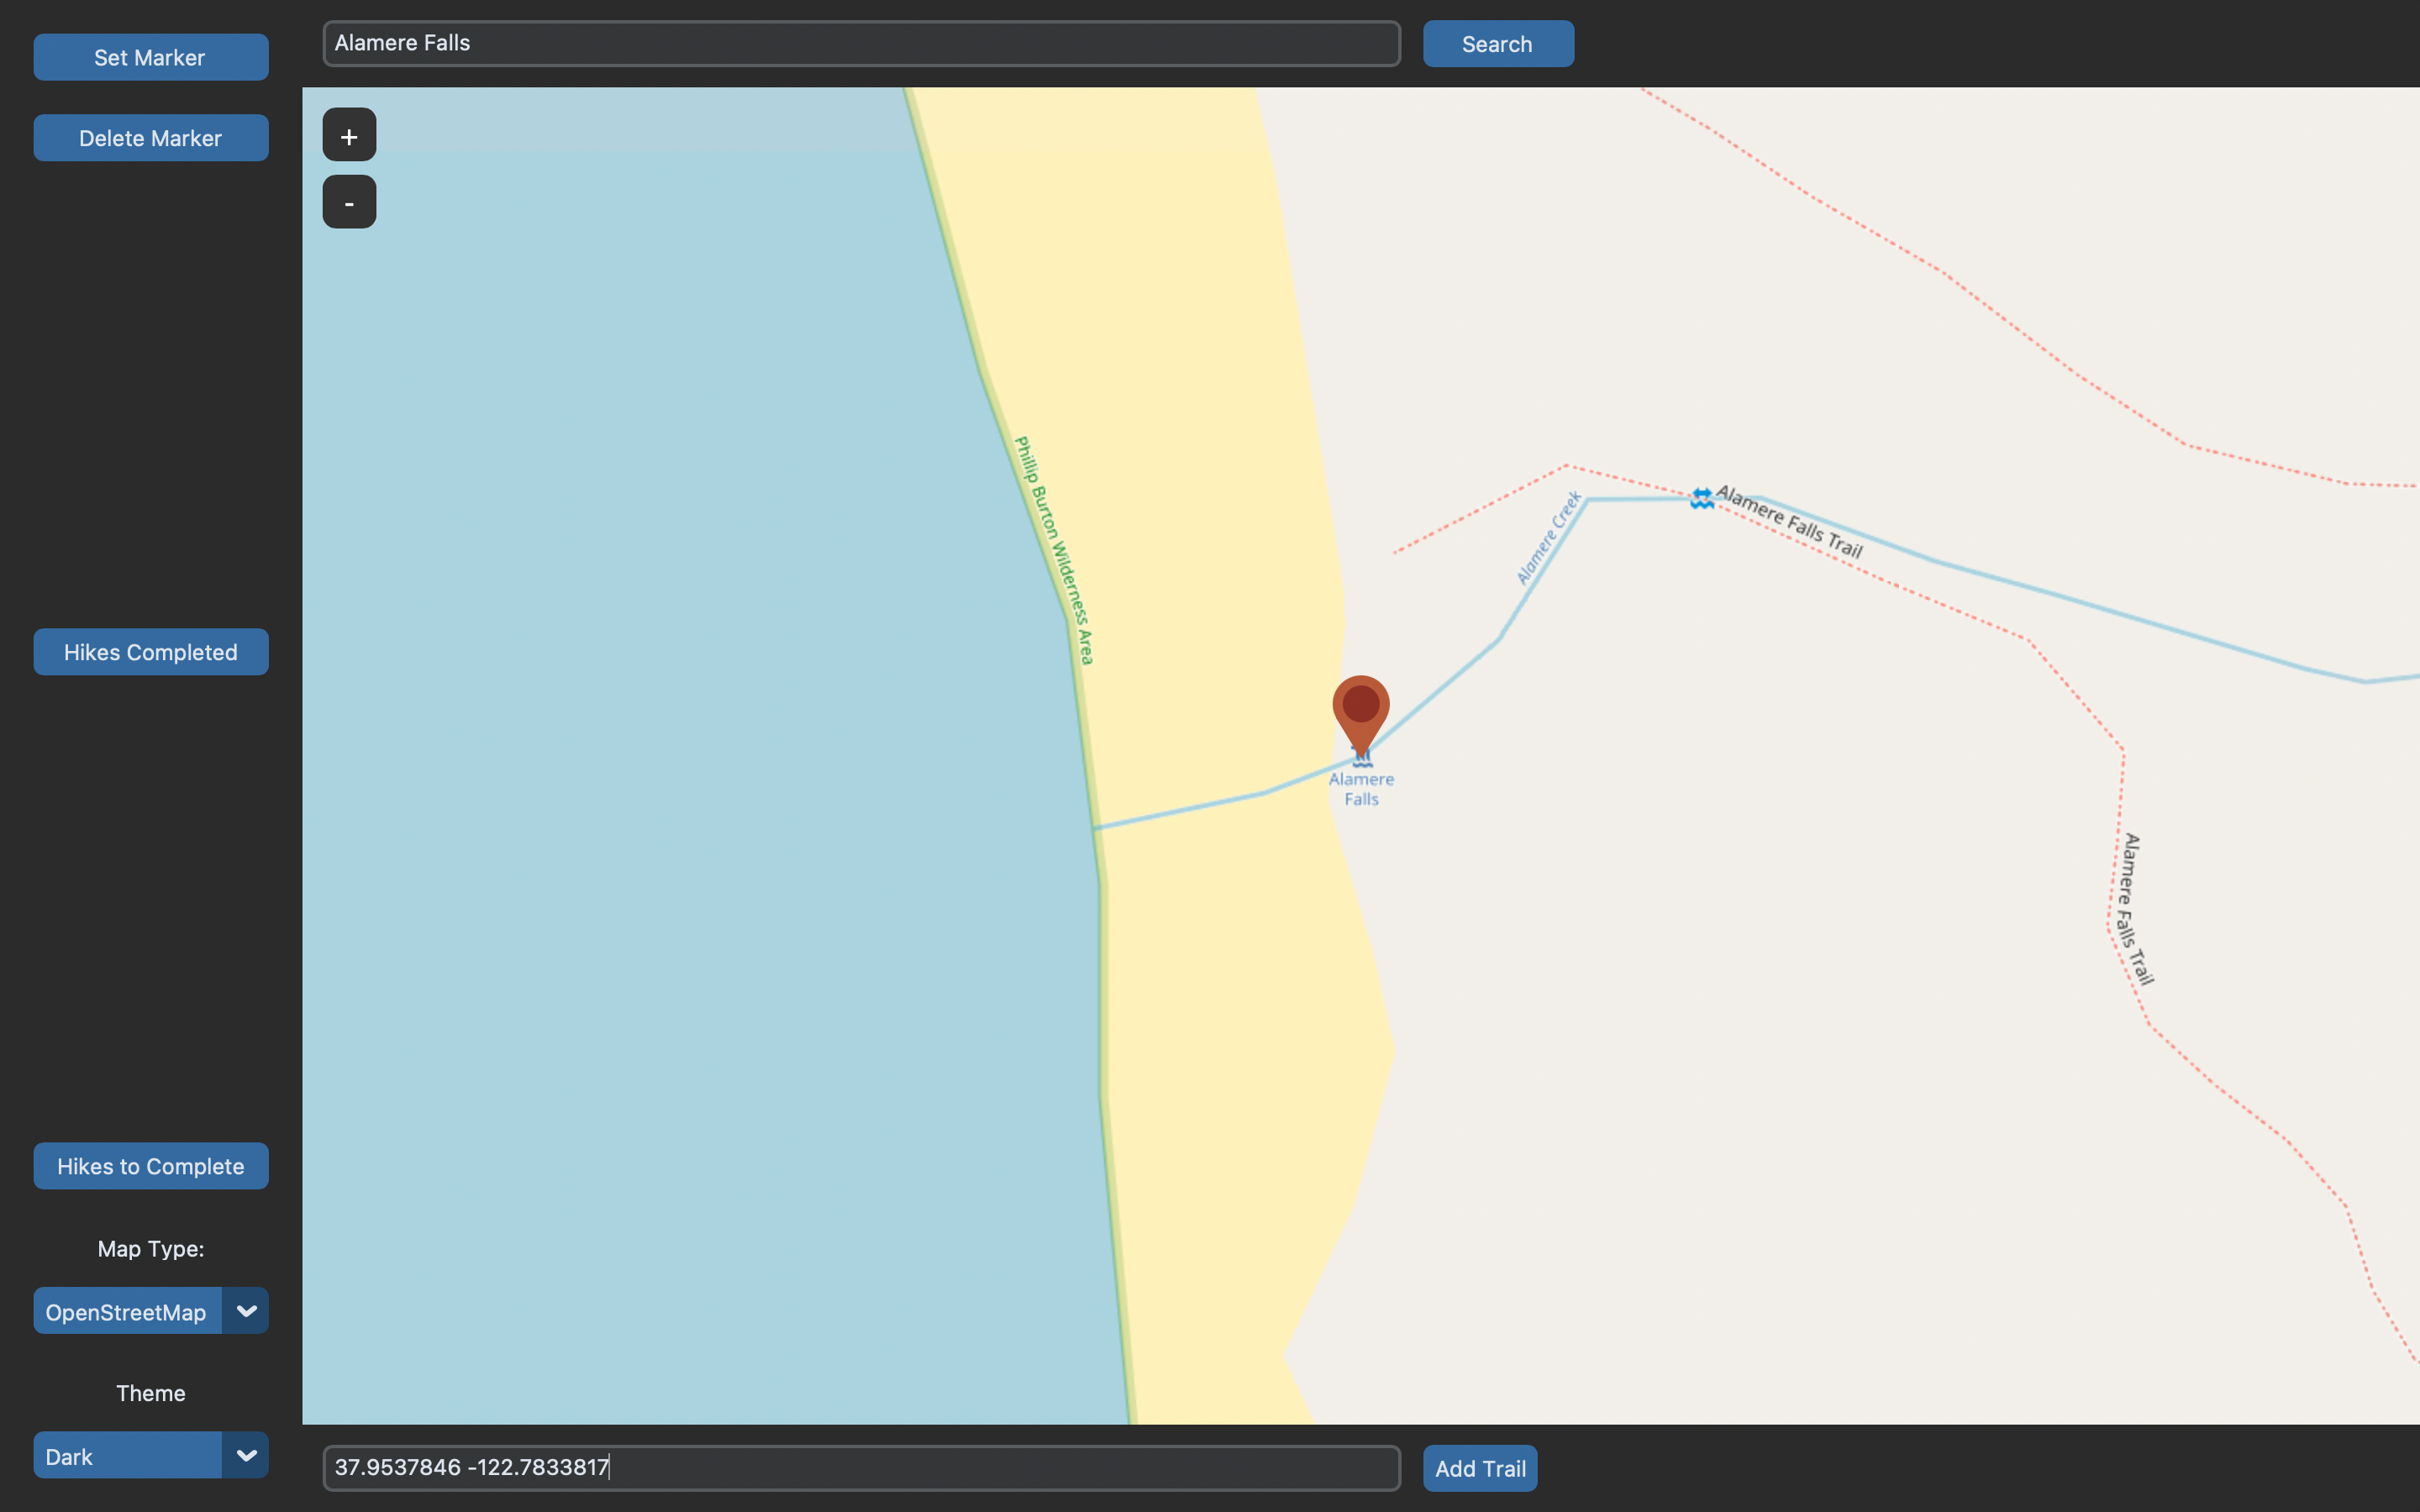 Set Marker
Alamere Falls
Search
Delete Marker
+
-
Phillip Burton Wilderness Area
Alamere Creek
Alamere Falls Trail
Hikes Completed
Alamere
Falls
Alamere Falls Trail
Hikes to Complete
Map Type:
OpenStreetMap
Theme
Dark
37.9537846 -122.7833817
Add Trail